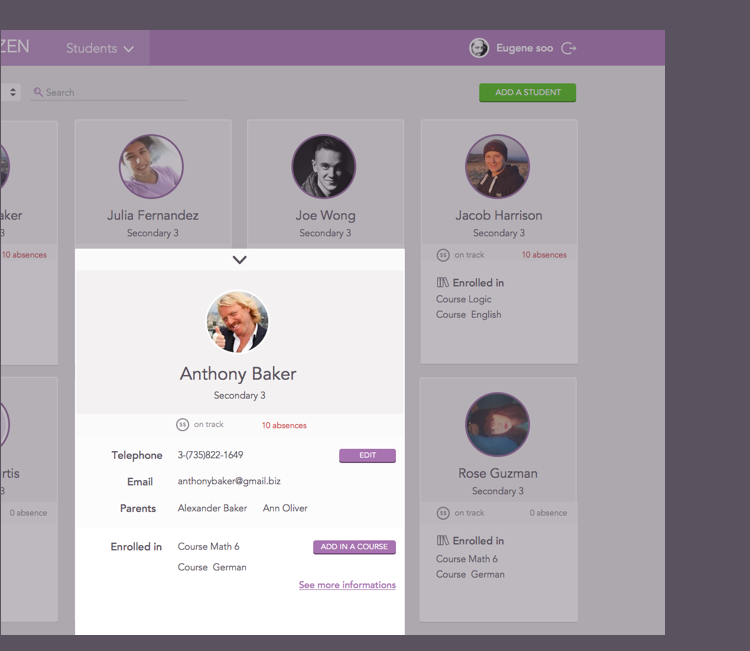 ZEN
Students
Eugene soo
Search
ADD A STUDENT
aker
3
10 absences
Julia Fernandez
Secondary 3
Joe Wong
Secondary 3
Jacob Harrison
Secondary 3
$$ on track
10 absences
Enrolled in
Course Logic
Course English
Anthony Baker
Secondary 3
$$ on track
10 absences
Telephone 3-(735)822-1649
EDIT
Email anthonybaker@gmail.biz
Parents Alexander Baker Ann Oliver
Enrolled in Course Math 6
ADD IN A COURSE
Course German
See more informations
rtis
3
0 absence
Rose Guzman
Secondary 3
$$ on track
0 absence
Enrolled in
Course Math 6
Course German